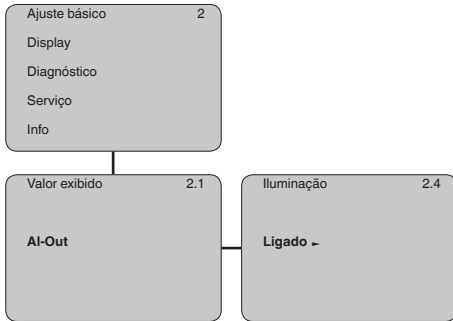 Ajuste básico 2
Display
Diagnóstico
Serviço
Info
Valor exibido 2.1
AI-Out
Iluminação 2.4
Ligado ►